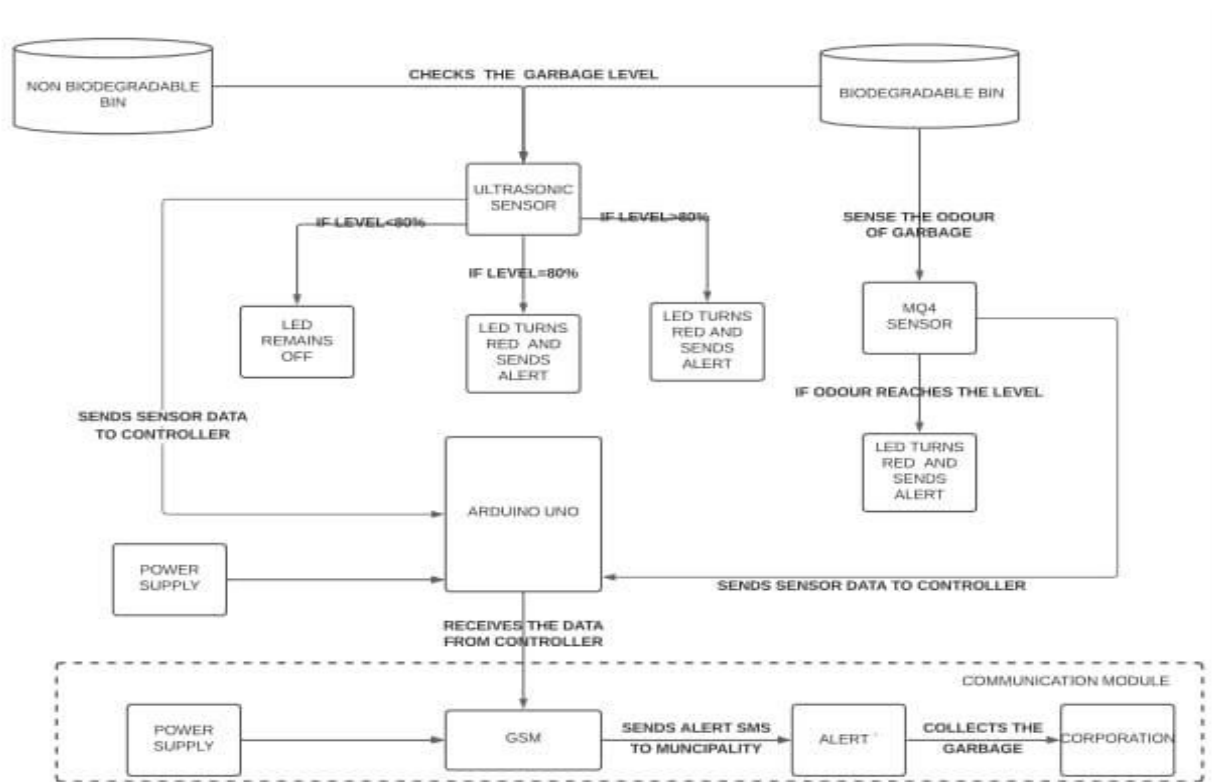 CHECKS THE GARBAGE LEVEL
NON BIODEGRADABLE
BIN
BIODEGRADABLE BIN
ULTRASONIC
SENSOR
IF LEVEL<80%
IF LEVEL>80%
SENSE THE ODOUR
OF GARBAGE
IF LEVEL=80%
LED
REMAINS
OFF
LED TURNS
RED AND
SENDS
ALERT
LED TURNS
RED AND
SENDS
ALERT
MQ4
SENSOR
IF ODOUR REACHES THE LEVEL
SENDS SENSOR DATA
TO CONTROLLER
LED TURNS
RED AND
SENDS
ALERT
ARDUINO UNO
POWER
SUPPLY
SENDS SENSOR DATA TO CONTROLLER
RECEIVES THE DATA
FROM CONTROLLER
COMMUNICATION MODULE
POWER
SUPPLY
GSM
SENDS ALERT SMS
TO MUNCIPALITY
ALERT
COLLECTS THE
GARBAGE
CORPORATION